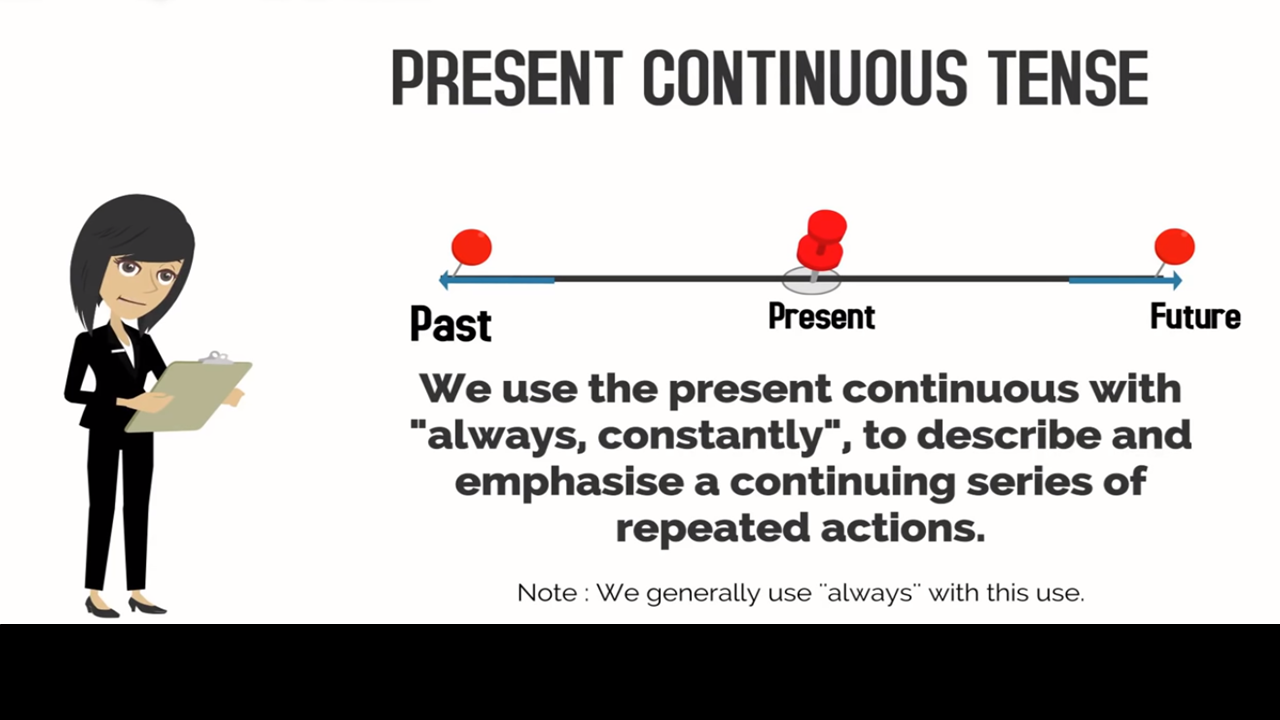 PRESENT CONTINUOUS TENSE
Past
Present
Future
We use the present continuous with
"always, constantly", to describe and
emphasise a continuing series of
repeated actions.
Note : We generally use ¨always¨ with this use.